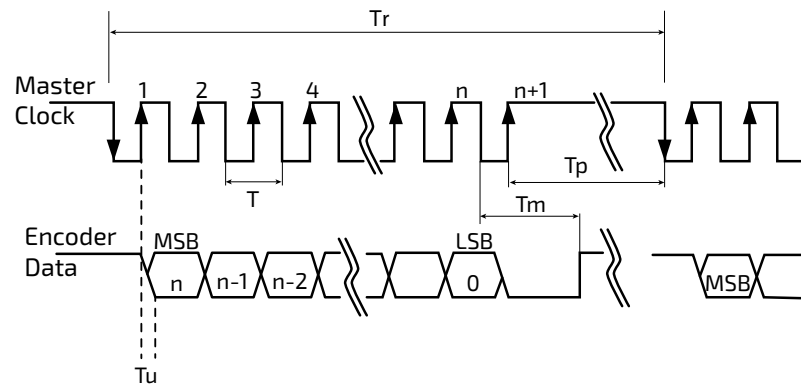 Tr
Master
Clock
1 2 3 4 n n+1
T
Tp
Tm
Encoder
Data
MSB LSB
n n-1 n-2 0 MSB
Tu